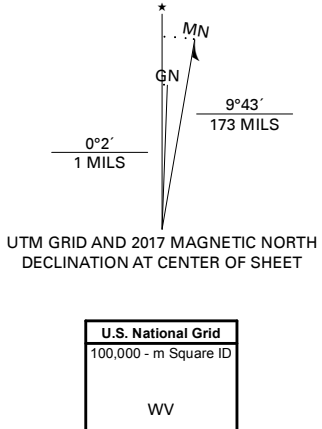 ★
MN
GN
9°43´
173 MILS
0°2´
1 MILS
UTM GRID AND 2017 MAGNETIC NORTH
DECLINATION AT CENTER OF SHEET
U.S. National Grid
100,000 - m Square ID
WV